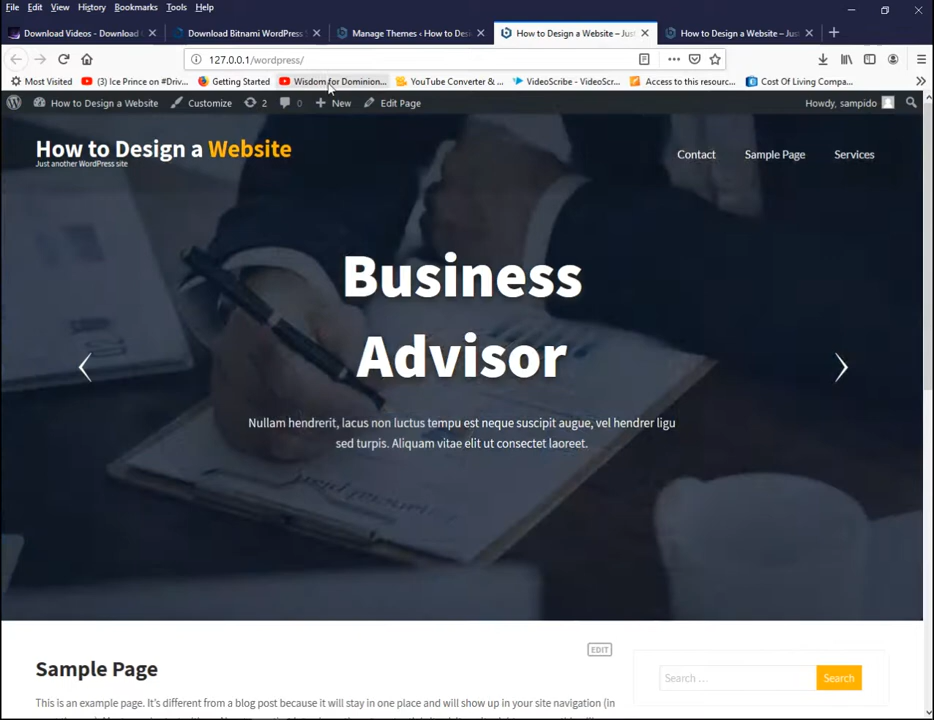 File Edit View History Bookmarks Tools Help
Download Videos - Download
Download Bitnami WordPress
Manage Themes ‹ How to Des
How to Design a Website – Jus
How to Design a Website – Jus
127.0.0.1/wordpress/
Most Visited (3) Ice Prince on #Driv... Getting Started Wisdom for Dominion... YouTube Converter & ... VideoScribe - VideoScr... Access to this resourc... Cost Of Living Compa...
How to Design a Website Customize 2 0 New Edit Page Howdy, sampido
How to Design a Website
Just another WordPress site
Contact Sample Page Services
Business
Advisor
Nullam hendrerit, lacus non luctus tempu est neque suscipit augue, vel hendrer ligu
sed turpis. Aliquam vitae elit ut consectet laoreet.
EDIT
Sample Page
Search ... Search
This is an example page. It's different from a blog post because it will stay in one place and will show up in your site navigation (in